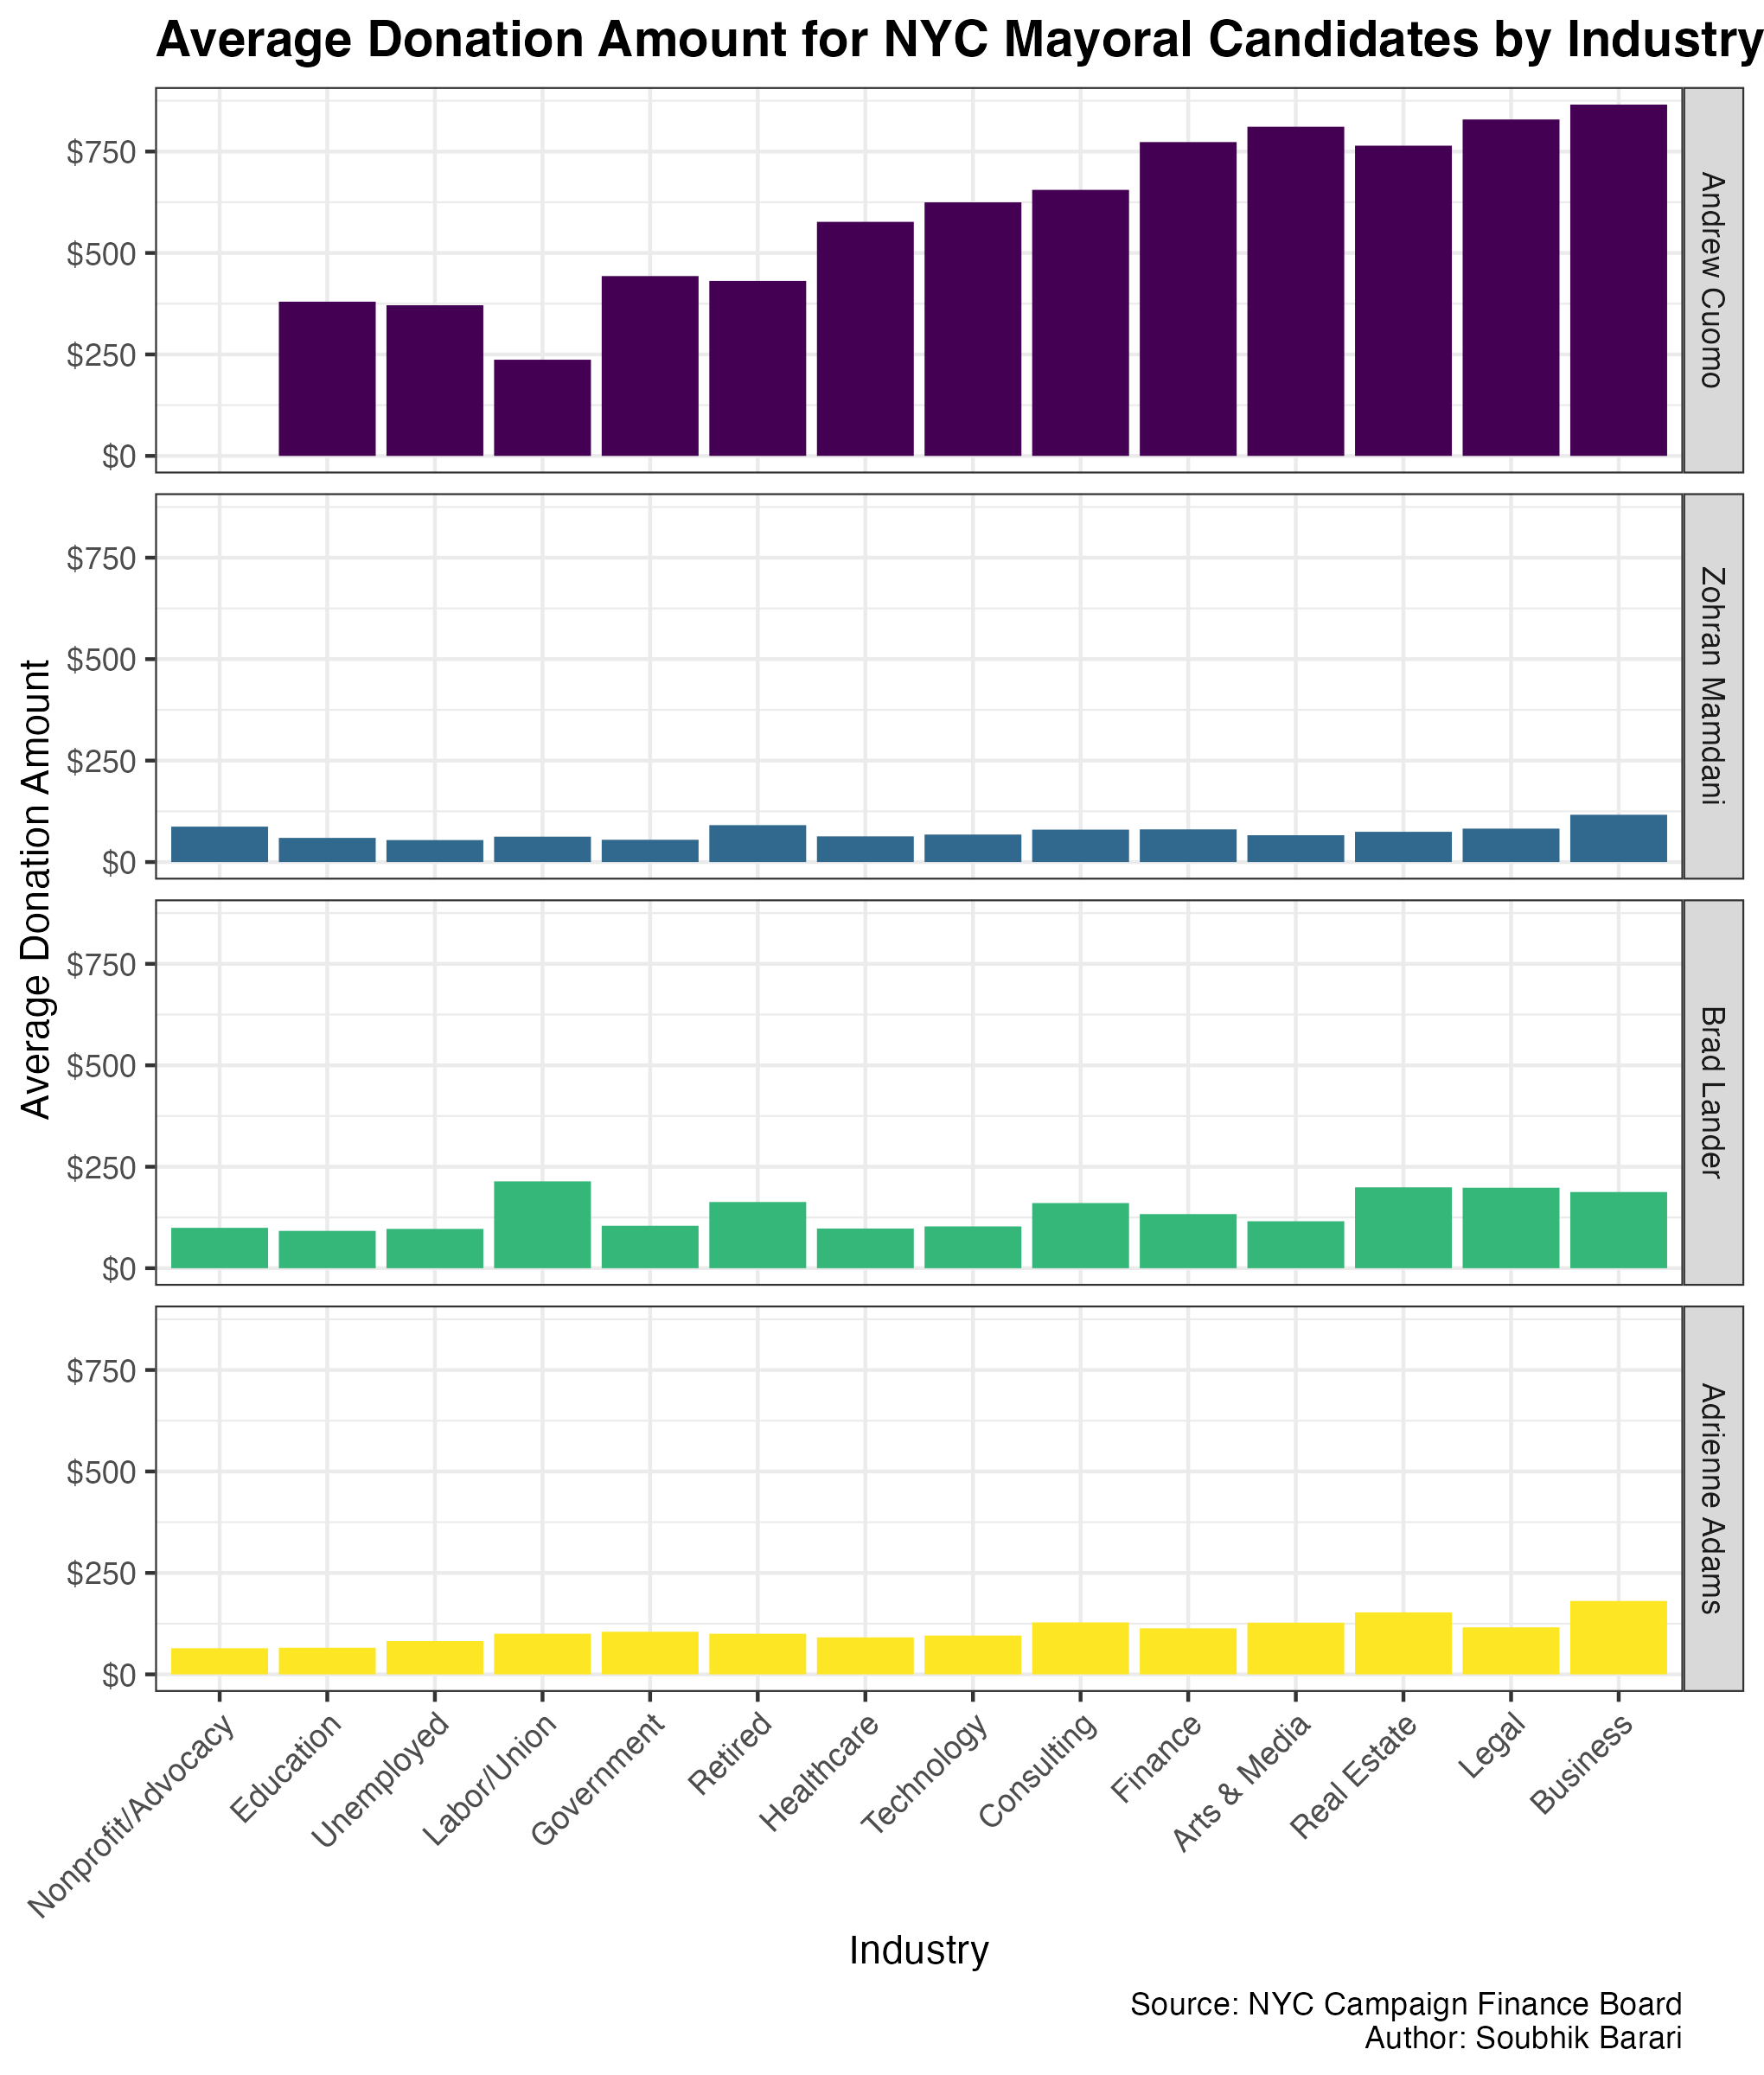 Average Donation Amount for NYC Mayoral Candidates by Industry
Average Donation Amount
$750
$500
$250
$0
Andrew Cuomo
$750
$500
$250
$0
Zohran Mamdani
$750
$500
$250
$0
Brad Lander
$750
$500
$250
$0
Adrienne Adams
Nonprofit/Advocacy
Education
Unemployed
Labor/Union
Government
Retired
Healthcare
Technology
Consulting
Finance
Arts & Media
Real Estate
Legal
Business
Industry
Source: NYC Campaign Finance Board
Author: Soubhik Barari